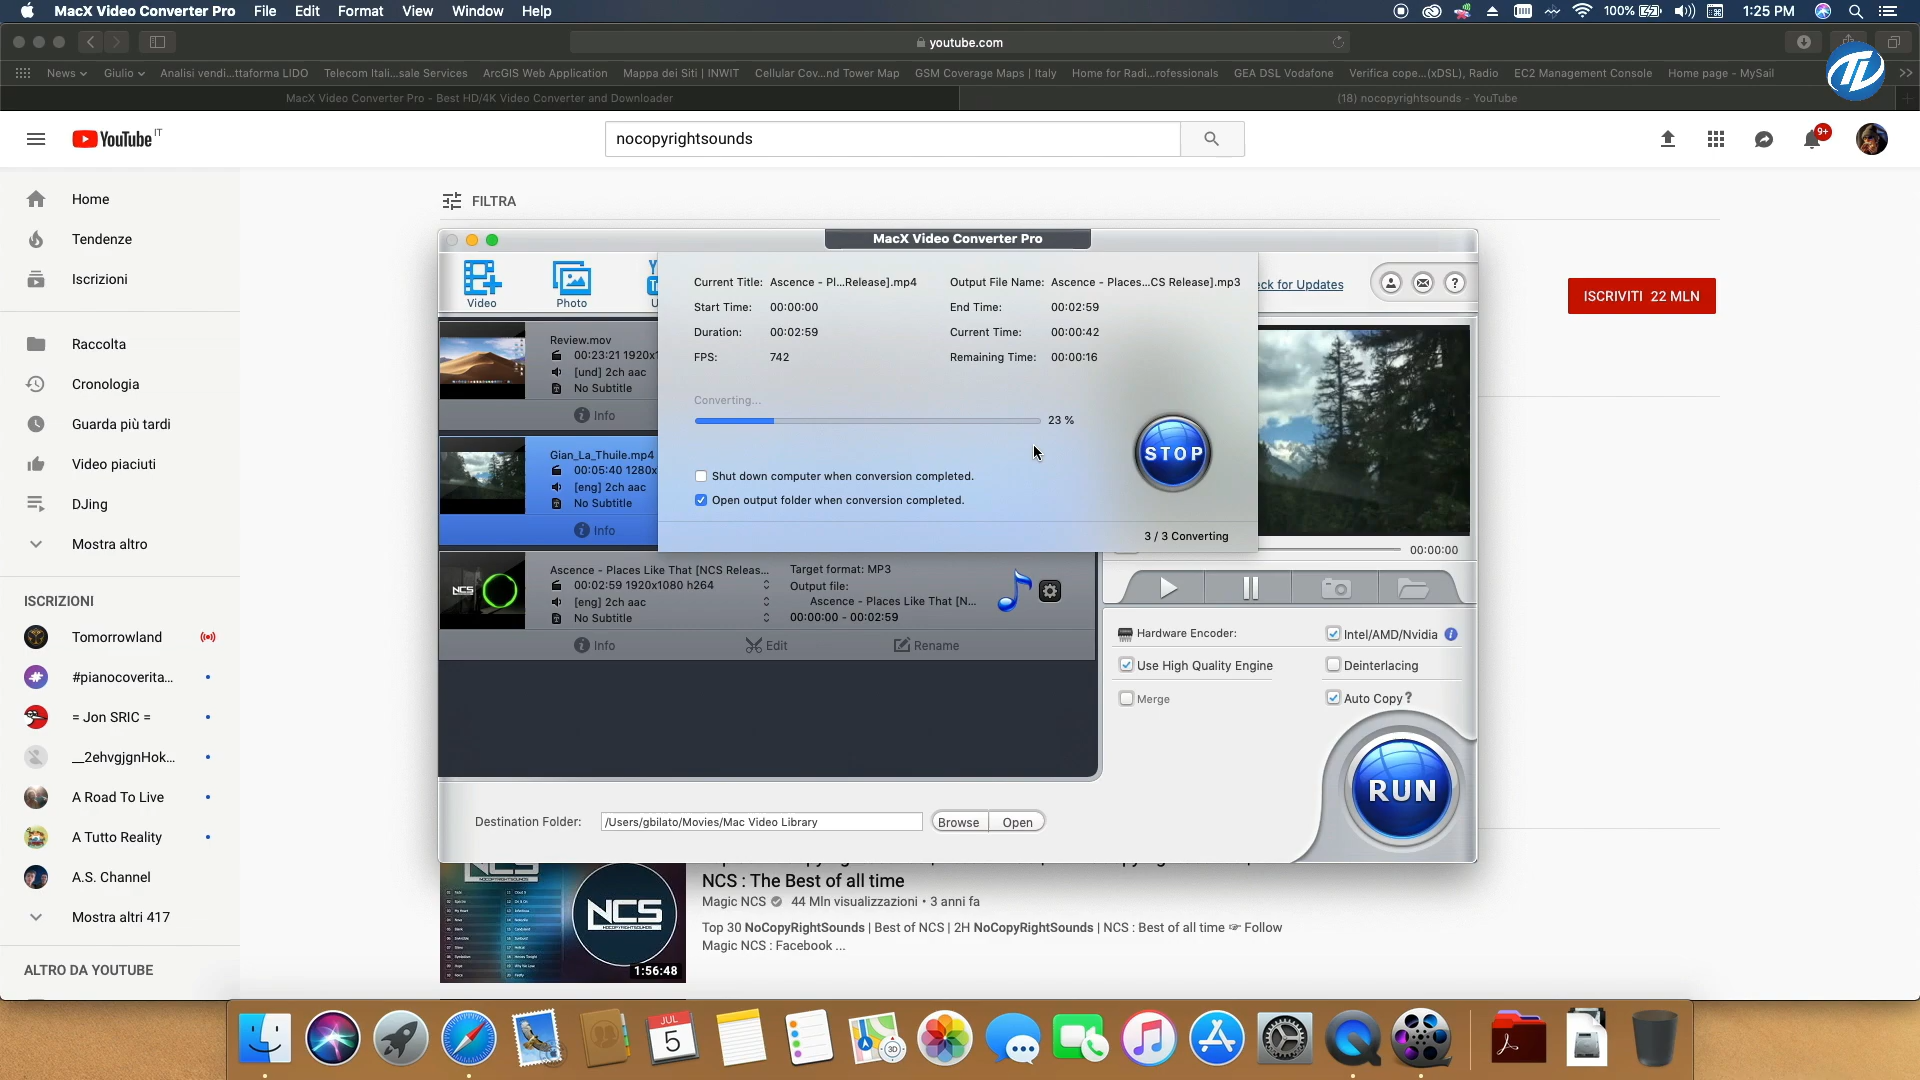 MacX Video Converter Pro File Edit Format View Window Help
100% 1:25 PM
youtube.com
News Giulio Analisi vendi...ttaforma LIDO Telecom Itali...sale Services ArcGIS Web Application Mappa dei Siti | INWIT Cellular Cov...nd Tower Map GSM Coverage Maps | Italy Home for Radi...rofessionals GEA DSL Vodafone Verifica cope...(xDSL), Radio EC2 Management Console Home page - MySail
MacX Video Converter Pro - Best HD/4K Video Converter and Downloader
(18) nocopyrightsounds - YouTube
YouTube IT
nocopyrightsounds
9+
Home
Tendenze
Iscrizioni
Raccolta
Cronologia
Guarda più tardi
Video piaciuti
DJing
Mostra altro
ISCRIZIONI
Tomorrowland
#pianocoverita...
= Jon SRIC =
__2ehvgjgnHok...
A Road To Live
A Tutto Reality
A.S. Channel
Mostra altri 417
ALTRO DA YOUTUBE
FILTRA
ISCRIVITI 22 MLN
MacX Video Converter Pro
Video
Photo
Check for Updates
Current Title: Ascence - Pl...Release].mp4
Output File Name: Ascence - Places...CS Release].mp3
Start Time: 00:00:00
End Time: 00:02:59
Duration: 00:02:59
Current Time: 00:00:42
FPS: 742
Remaining Time: 00:00:16
Converting...
23 %
STOP
Shut down computer when conversion completed.
Open output folder when conversion completed.
3 / 3 Converting
Review.mov
00:23:21 1920x1
[und] 2ch aac
No Subtitle
Info
Gian_La_Thuile.mp4
00:05:40 1280x
[eng] 2ch aac
No Subtitle
Info
NCS
Ascence - Places Like That [NCS Releas...
00:02:59 1920x1080 h264
[eng] 2ch aac
No Subtitle
Target format: MP3
Output file:
Ascence - Places Like That [N...
00:00:00 - 00:02:59
Info
Edit
Rename
00:00:00
Hardware Encoder:
Intel/AMD/Nvidia
Use High Quality Engine
Deinterlacing
Merge
Auto Copy ?
RUN
Destination Folder: /Users/gbilato/Movies/Mac Video Library Browse Open
NCS
NOCOPYRIGHTSOUNDS
1:56:48
NCS : The Best of all time
Magic NCS 44 Mln visualizzazioni • 3 anni fa
Top 30 NoCopyRightSounds | Best of NCS | 2H NoCopyRightSounds | NCS : Best of all time ☞ Follow
Magic NCS : Facebook ...
JUL
5
3D